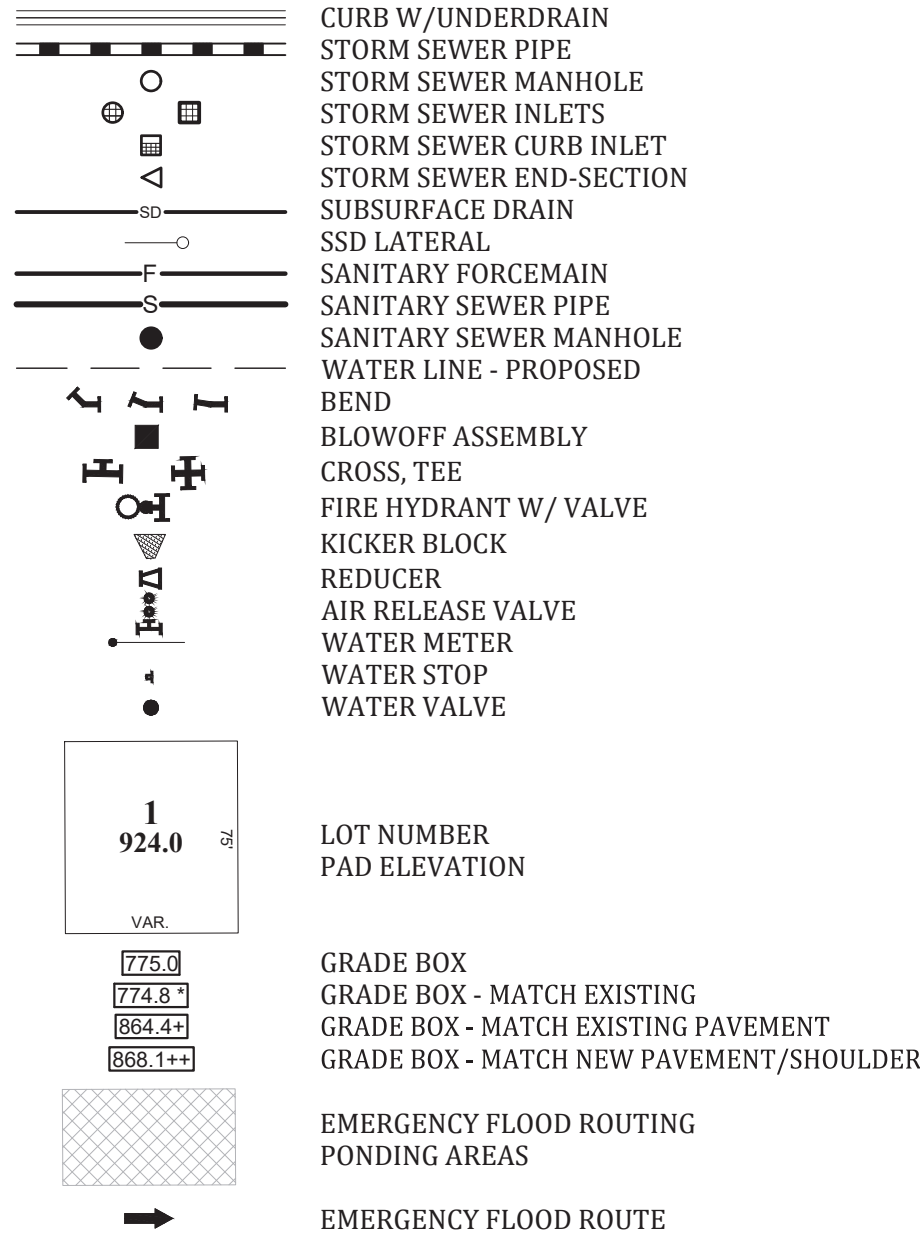 CURB W/UNDERDRAIN
STORM SEWER PIPE
STORM SEWER MANHOLE
STORM SEWER INLETS
STORM SEWER CURB INLET
STORM SEWER END-SECTION
SD SUBSURFACE DRAIN
SSD LATERAL
F SANITARY FORCEMAIN
S SANITARY SEWER PIPE
SANITARY SEWER MANHOLE
WATER LINE - PROPOSED
BEND
BLOWOFF ASSEMBLY
CROSS, TEE
FIRE HYDRANT W/ VALVE
KICKER BLOCK
REDUCER
AIR RELEASE VALVE
WATER METER
WATER STOP
WATER VALVE
1
924.0
75'
VAR.
LOT NUMBER
PAD ELEVATION
775.0 GRADE BOX
774.8 * GRADE BOX - MATCH EXISTING
864.4+ GRADE BOX - MATCH EXISTING PAVEMENT
868.1++ GRADE BOX - MATCH NEW PAVEMENT/SHOULDER
EMERGENCY FLOOD ROUTING
PONDING AREAS
EMERGENCY FLOOD ROUTE